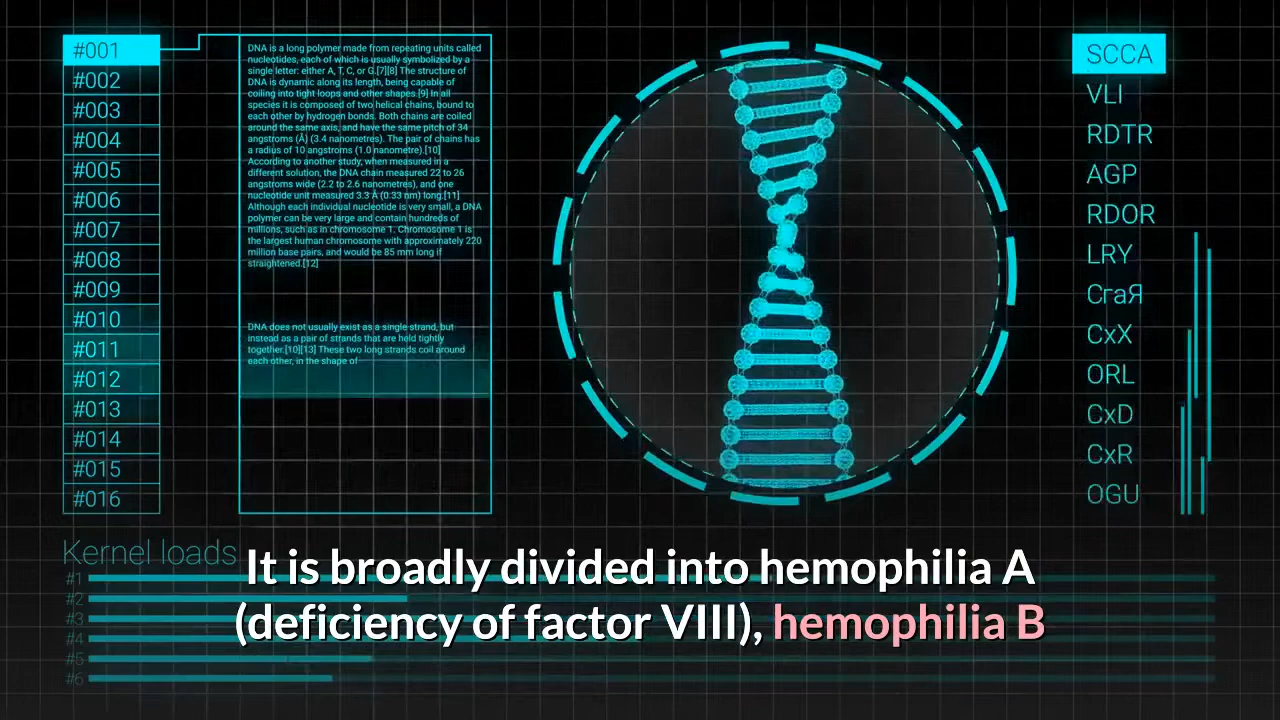 #001
#002
#003
#004
#005
#006
#007
#008
#009
#010
#011
#012
#013
#014
#015
#016
DNA is a long polymer made from repeating units called
nucleotides, each of which is usually symbolized by a
single letter: either A, T, C, or G.[7][8] The structure of
DNA is dynamic along its length, being capable of
coiling into tight loops and other shapes.[9] In all
species it is composed of two helical chains, bound to
each other by hydrogen bonds. Both chains are coiled
around the same axis, and have the same pitch of 34
angstroms (Å) (3.4 nanometres). The pair of chains has
a radius of 10 angstroms (1.0 nanometre).[10]
According to another study, when measured in a
different solution, the DNA chain measured 22 to 26
angstroms wide (2.2 to 2.6 nanometres), and one
nucleotide unit measured 3.3 Å (0.33 nm) long.[11]
Although each individual nucleotide is very small, a DNA
polymer can be very large and contain hundreds of
millions, such as in chromosome 1. Chromosome 1 is
the largest human chromosome with approximately 220
million base pairs, and would be 85 mm long if
straightened.[12]
DNA does not usually exist as a single strand, but
instead as a pair of strands that are held tightly
together.[10][13] These two long strands coil around
each other, in the shape of
SCCA
VLI
RDTR
AGP
RDOR
LRY
CraЯ
CxX
ORL
CxD
CxR
OGU
Kernel loads
#1
#2
#3
#4
#5
#6
It is broadly divided into hemophilia A
(deficiency of factor VIII), hemophilia B